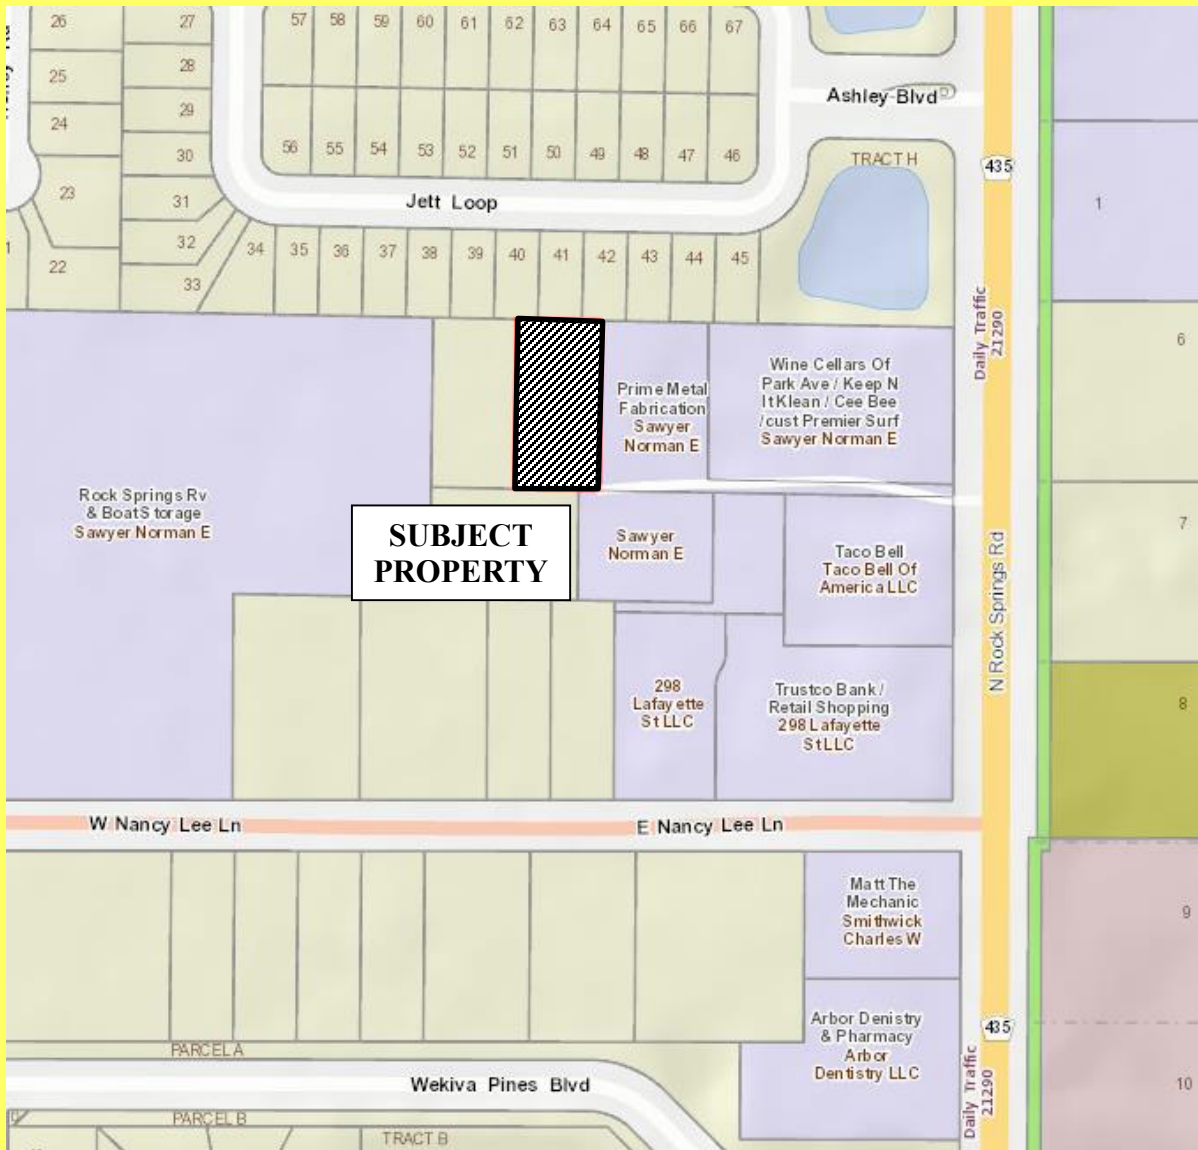 26
27
57
58
59
60
61
62
63
64
65
66
67
25
28
Ashley Blvd
24
29
56
55
54
53
52
51
50
49
48
47
46
30
TRACT H
435
23
31
Jett Loop
1
32
34
35
36
37
38
39
40
41
42
43
44
45
22
33
Daily Traffic
21290
6
Prime Metal
Fabrication
Sawyer
Norman E
Wine Cellars Of
Park Ave / Keep N
It Klean / Cee Bee
/cust Premier Surf
Sawyer Norman E
Rock Springs Rv
& Boat Storage
Sawyer Norman E
SUBJECT
PROPERTY
Sawyer
Norman E
Taco Bell
Taco Bell Of
America LLC
7
N Rock Springs Rd
298
Lafayette
St LLC
Trustco Bank /
Retail Shopping
298 Lafayette
St LLC
8
W Nancy Lee Ln
E Nancy Lee Ln
Matt The
Mechanic
Smithwick
Charles W
9
Arbor Denistry
& Pharmacy
Arbor
Dentistry LLC
435
PARCEL A
Wekiva Pines Blvd
Daily Traffic
21290
10
PARCEL B
TRACT B